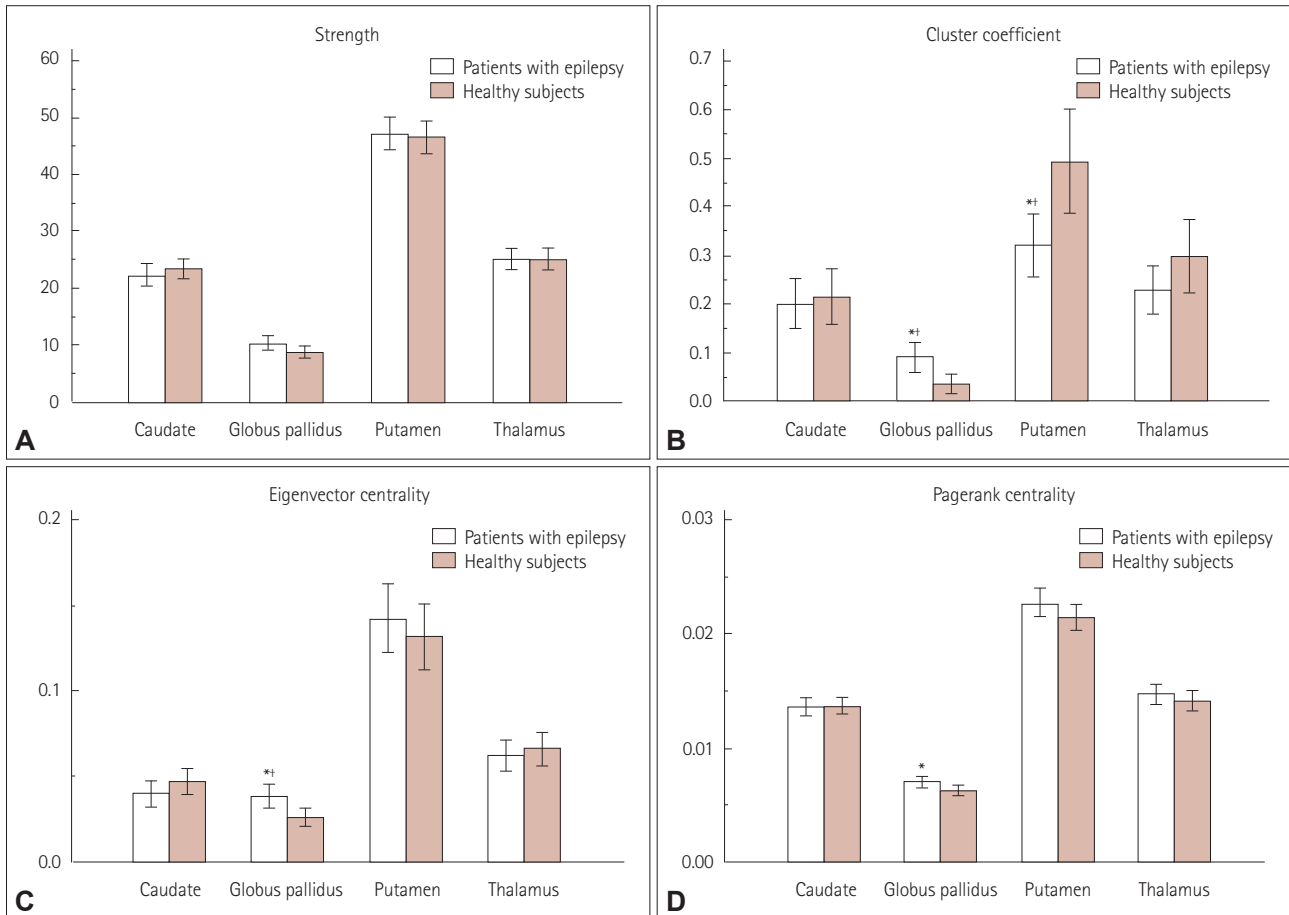 Strength
Patients with epilepsy
Healthy subjects
60
50
40
30
20
10
0
Caudate Globus pallidus Putamen Thalamus
A
Cluster coefficient
Patients with epilepsy
Healthy subjects
0.7
0.6
0.5
0.4
0.3
0.2
0.1
0.0
*†
*†
Caudate Globus pallidus Putamen Thalamus
B
Eigenvector centrality
Patients with epilepsy
Healthy subjects
0.2
0.1
0.0
*†
Caudate Globus pallidus Putamen Thalamus
C
Pagerank centrality
Patients with epilepsy
Healthy subjects
0.03
0.02
0.01
0.00
*
Caudate Globus pallidus Putamen Thalamus
D